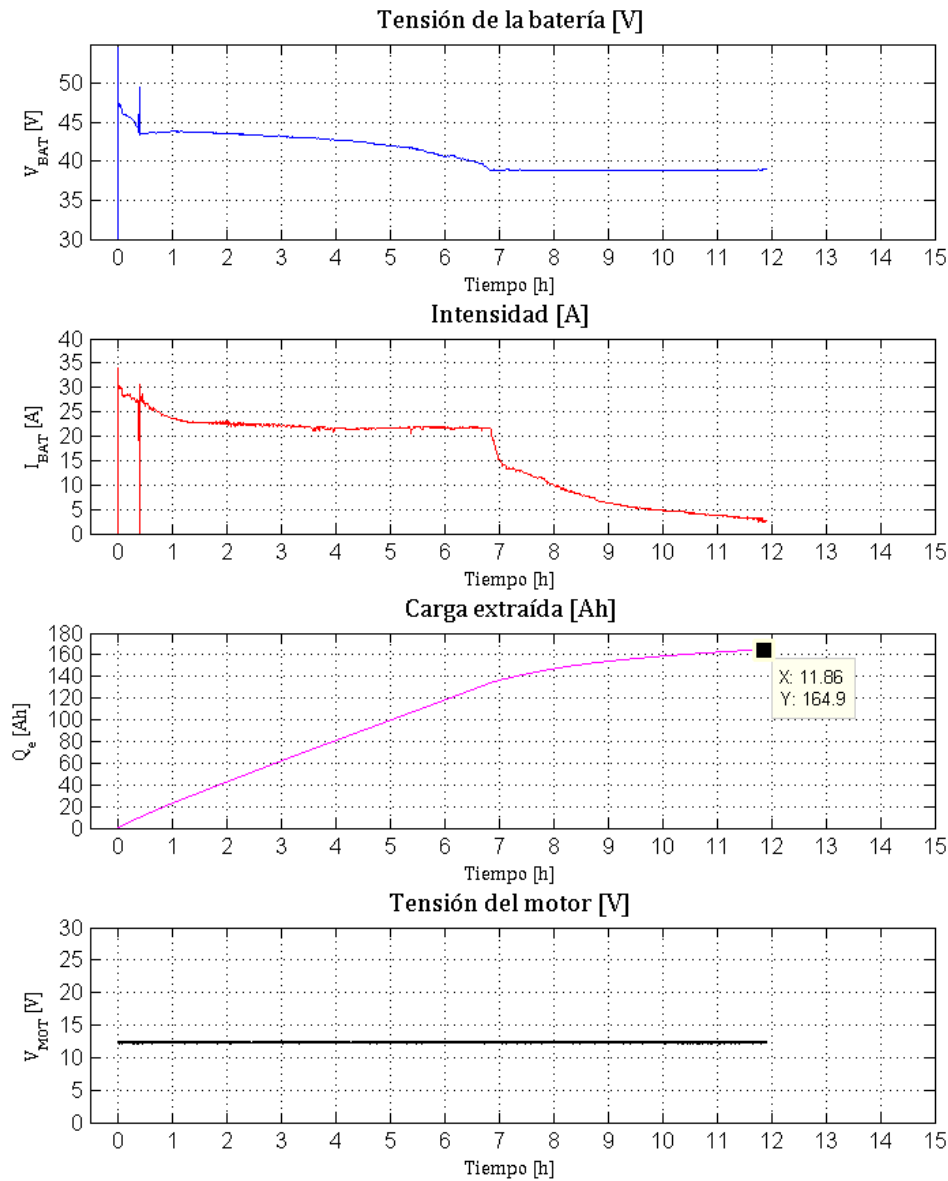 Tensión de la batería [V]
50
45
40
35
30
V_BAT [V]
0 1 2 3 4 5 6 7 8 9 10 11 12 13 14 15
Tiempo [h]
Intensidad [A]
40
35
30
25
20
15
10
5
0
I_BAT [A]
0 1 2 3 4 5 6 7 8 9 10 11 12 13 14 15
Tiempo [h]
Carga extraída [Ah]
180
160
140
120
100
80
60
40
20
0
Q_e [Ah]
X: 11.86
Y: 164.9
0 1 2 3 4 5 6 7 8 9 10 11 12 13 14 15
Tiempo [h]
Tensión del motor [V]
30
25
20
15
10
5
0
V_MOT [V]
0 1 2 3 4 5 6 7 8 9 10 11 12 13 14 15
Tiempo [h]